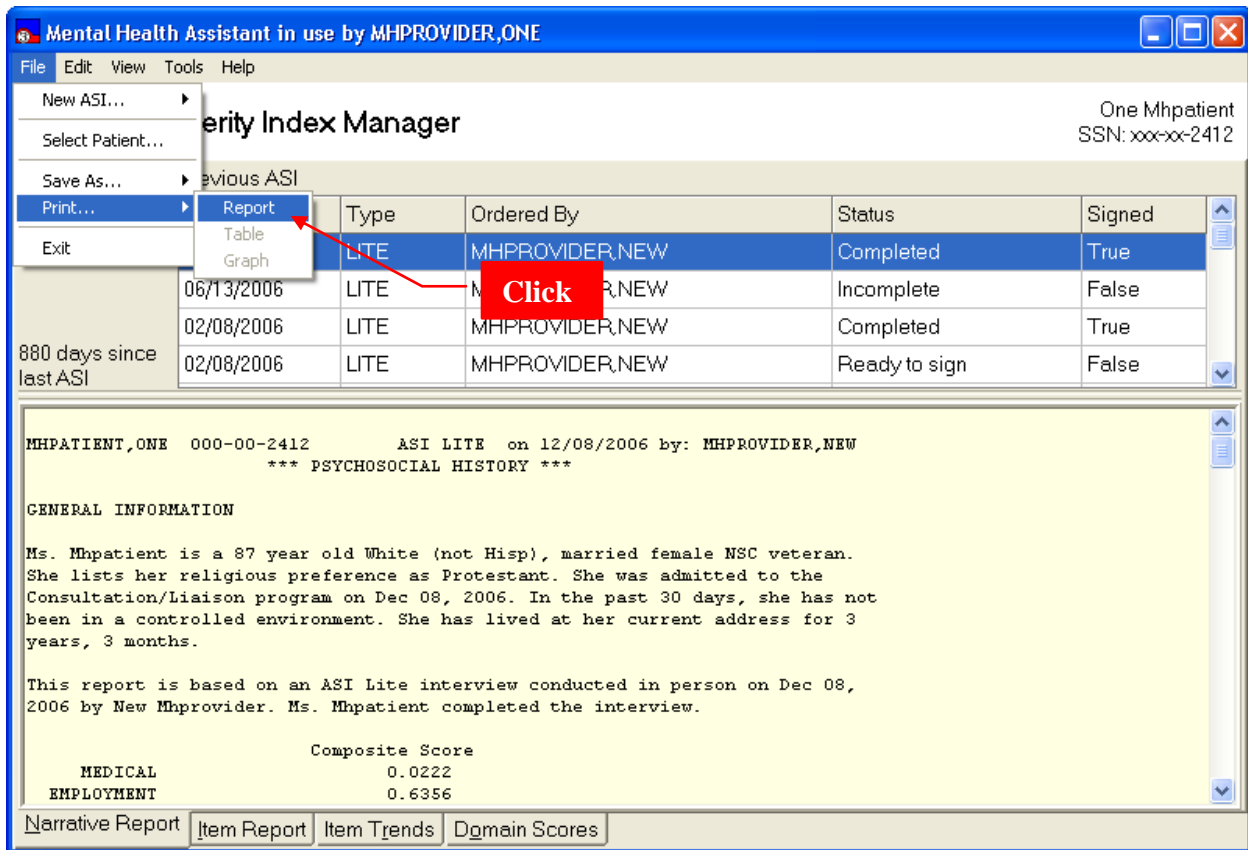 Mental Health Assistant in use by MHPROVIDER,ONE
File Edit View Tools Help
New ASI...
Select Patient...
Save As...
Print...
Exit
Report
Table
Graph
erity Index Manager
One Mhpatient
SSN: xxx-xx-2412
evious ASI
Type Ordered By Status Signed
LITE MHPROVIDER,NEW Completed True
06/13/2006 LITE M R,NEW Incomplete False
Click
02/08/2006 LITE MHPROVIDER,NEW Completed True
02/08/2006 LITE MHPROVIDER,NEW Ready to sign False
880 days since
last ASI
MHPATIENT,ONE 000-00-2412 ASI LITE on 12/08/2006 by: MHPROVIDER,NEW
*** PSYCHOSOCIAL HISTORY ***
GENERAL INFORMATION
Ms. Mhpatient is a 87 year old White (not Hisp), married female NSC veteran.
She lists her religious preference as Protestant. She was admitted to the
Consultation/Liaison program on Dec 08, 2006. In the past 30 days, she has not
been in a controlled environment. She has lived at her current address for 3
years, 3 months.
This report is based on an ASI Lite interview conducted in person on Dec 08,
2006 by New Mhprovider. Ms. Mhpatient completed the interview.
Composite Score
MEDICAL 0.0222
EMPLOYMENT 0.6356
Narrative Report Item Report Item Trends Domain Scores